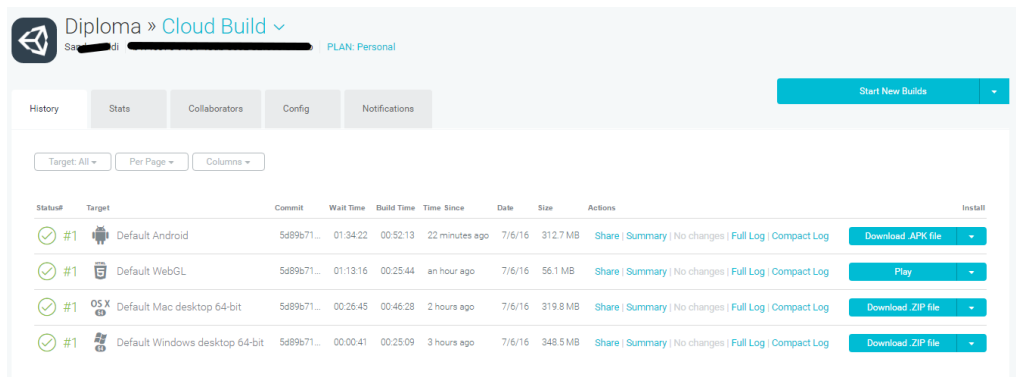 Diploma » Cloud Build
PLAN: Personal
Start New Builds
History Stats Collaborators Config Notifications
Target: All Per Page Columns
Status# Target Commit Wait Time Build Time Time Since Date Size Actions Install
#1 Default Android 5d89b71... 01:34:22 00:52:13 22 minutes ago 7/6/16 312.7 MB Share | Summary | No changes | Full Log | Compact Log Download .APK file
#1 Default WebGL 5d89b71... 01:13:16 00:25:44 an hour ago 7/6/16 56.1 MB Share | Summary | No changes | Full Log | Compact Log Play
#1 OS X 64 Default Mac desktop 64-bit 5d89b71... 00:26:45 00:46:28 2 hours ago 7/6/16 319.8 MB Share | Summary | No changes | Full Log | Compact Log Download .ZIP file
#1 64 Default Windows desktop 64-bit 5d89b71... 00:00:41 00:25:09 3 hours ago 7/6/16 348.5 MB Share | Summary | No changes | Full Log | Compact Log Download .ZIP file